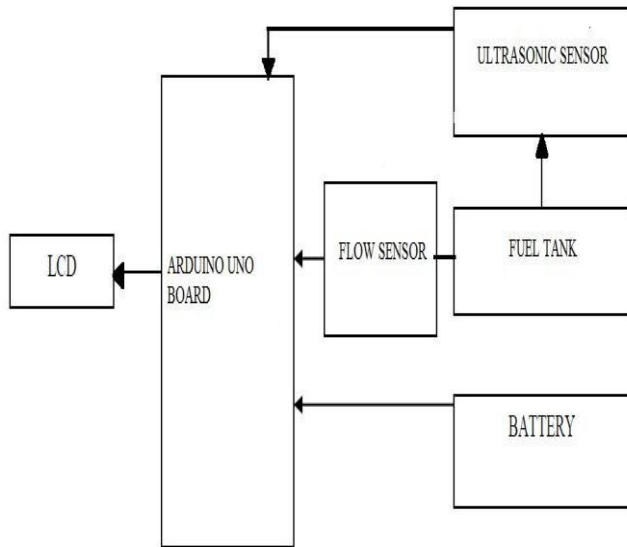 ULTRASONIC SENSOR
FLOW SENSOR
FUEL TANK
LCD
ARDUINO UNO
BOARD
BATTERY